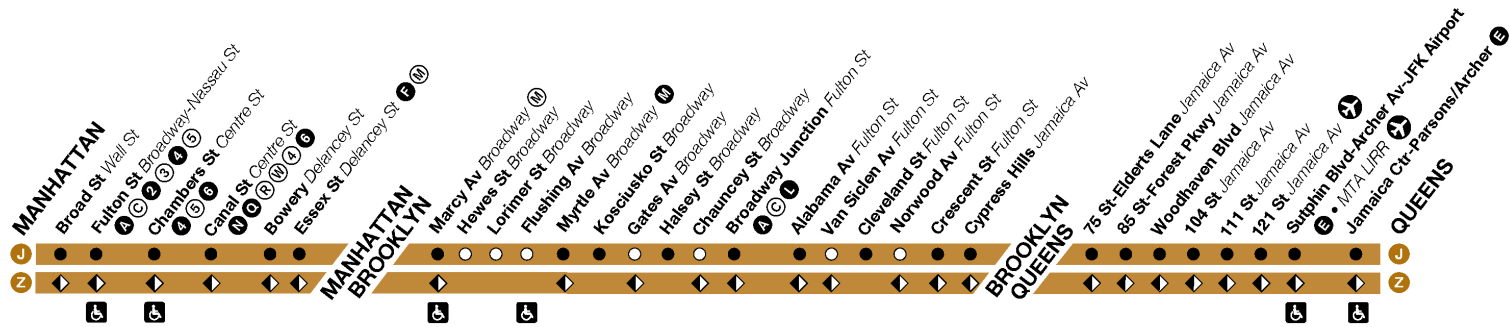 MANHATTAN
Broad St Wall St
Fulton St Broadway-Nassau St
A C 2 3 4 5
Chambers St Centre St
4 5 6
Canal St Centre St
N Q R W 4 6
Bowery Delancey St
Essex St Delancey St F M
MANHATTAN
BROOKLYN
Marcy Av Broadway M
Hewes St Broadway
Lorimer St Broadway
Flushing Av Broadway
Myrtle Av Broadway M
Kosciusko St Broadway
Gates Av Broadway
Halsey St Broadway
Chauncey St Broadway
Broadway Junction Fulton St
A C L
Alabama Av Fulton St
Van Siclen Av Fulton St
Cleveland St Fulton St
Norwood Av Fulton St
Crescent St Fulton St
Cypress Hills Jamaica Av
BROOKLYN
QUEENS
75 St-Elderts Lane Jamaica Av
85 St-Forest Pkwy Jamaica Av
Woodhaven Blvd Jamaica Av
104 St Jamaica Av
111 St Jamaica Av
121 St Jamaica Av
Sutphin Blvd-Archer Av-JFK Airport
E • MTA LIRR
Jamaica Ctr-Parsons/Archer E
QUEENS
J J
Z Z